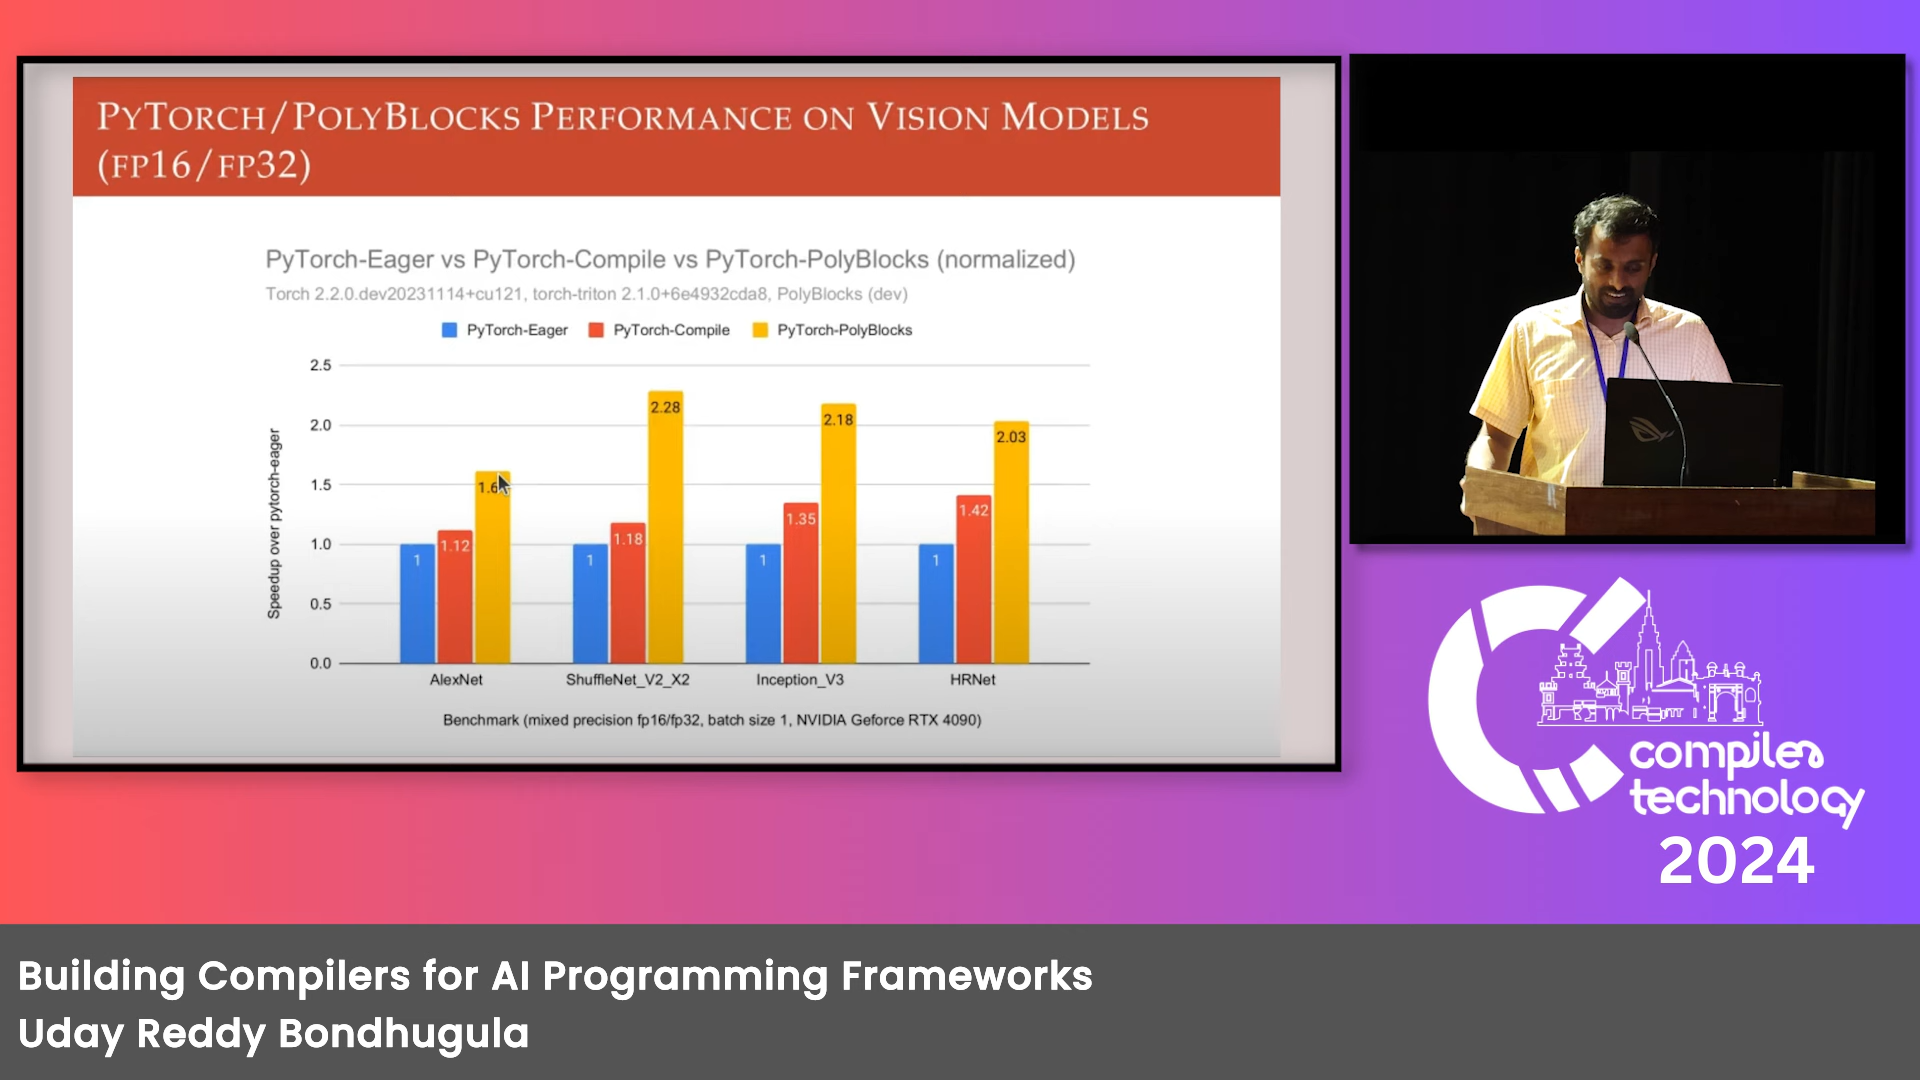 PYTORCH/POLYBLOCKS PERFORMANCE ON VISION MODELS
(FP16/FP32)
PyTorch-Eager vs PyTorch-Compile vs PyTorch-PolyBlocks (normalized)
Torch 2.2.0.dev20231114+cu121, torch-triton 2.1.0+6e4932cda8, PolyBlocks (dev)
PyTorch-Eager PyTorch-Compile PyTorch-PolyBlocks
Speedup over pytorch-eager
2.5
2.0
1.5
1.0
0.5
0.0
1 1.12
1 1.18 2.28
1 1.35 2.18
1 1.42 2.03
AlexNet ShuffleNet_V2_X2 Inception_V3 HRNet
Benchmark (mixed precision fp16/fp32, batch size 1, NVIDIA Geforce RTX 4090)
compiler
technology
2024
Building Compilers for AI Programming Frameworks
Uday Reddy Bondhugula